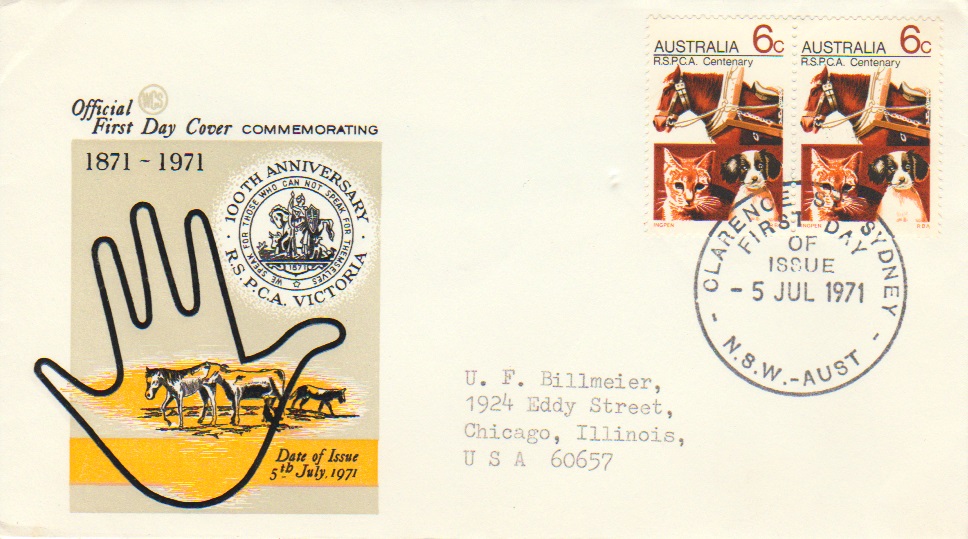 AUSTRALIA 6c
R.S.P.C.A. Centenary
INGPEN
AUSTRALIA 6c
R.S.P.C.A. Centenary
INGPEN R.B.A.
WCS
Official
First Day Cover COMMEMORATING
1871 ~ 1971
· 100TH ANNIVERSARY ·
R.S.P.C.A. VICTORIA
WE SPEAK FOR THOSE WHO CAN NOT SPEAK FOR THEMSELVES
1871
CLARENCE ST SYDNEY
FIRST DAY
OF
ISSUE
- 5 JUL 1971
- N.S.W.-AUST -
U. F. Billmeier,
1924 Eddy Street,
Chicago, Illinois,
U S A 60657
Date of Issue
5th July, 1971